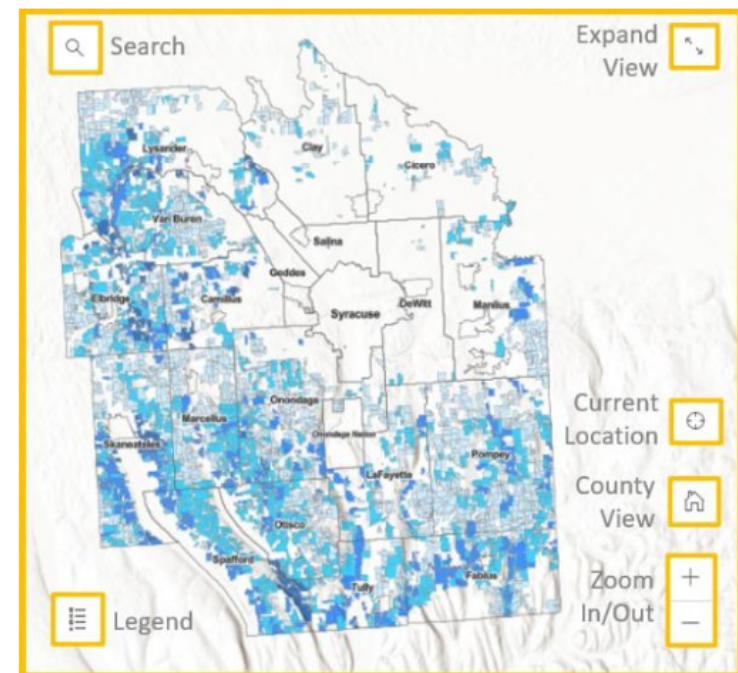 Search
Expand
View
Lysander
Clay
Cicero
Van Buren
Salina
Geddes
Elbridge
Camillus
Syracuse
DeWitt
Manlius
Onondaga
Marcellus
Current
Location
Skaneateles
Onondaga Nation
Pompey
LaFayette
County
View
Otisco
Spafford
Tully
Fabius
Zoom
In/Out
Legend